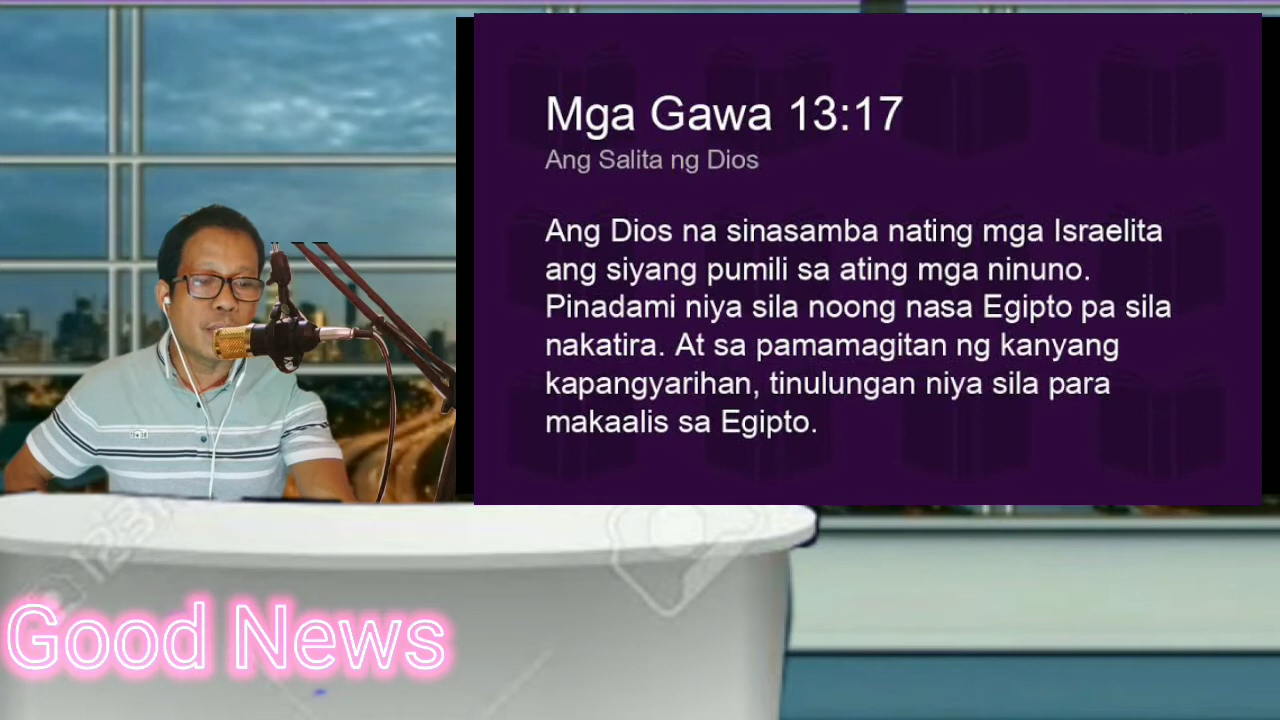 Mga Gawa 13:17
Ang Salita ng Dios
Ang Dios na sinasamba nating mga Israelita
ang siyang pumili sa ating mga ninuno.
Pinadami niya sila noong nasa Egipto pa sila
nakatira. At sa pamamagitan ng kanyang
kapangyarihan, tinulungan niya sila para
makaalis sa Egipto.
Good News